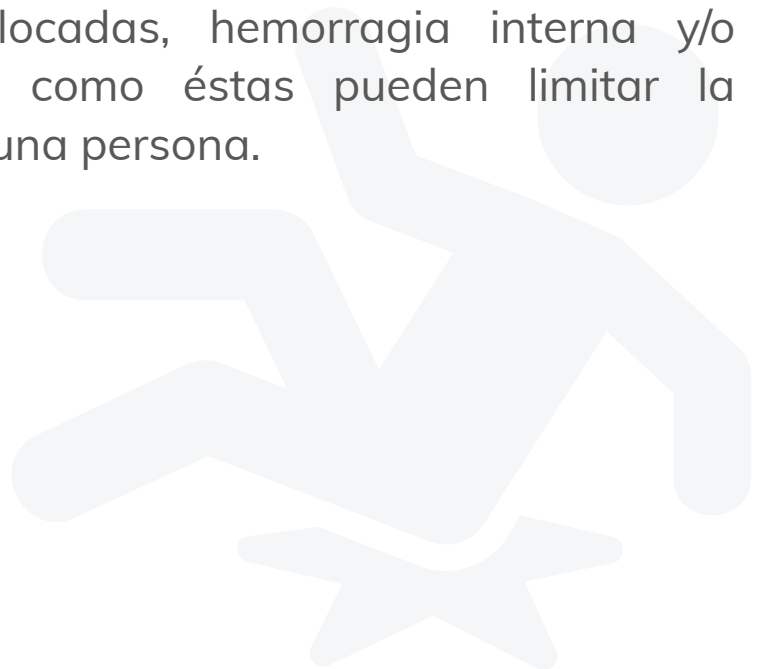 locadas, hemorragia interna y/o
como éstas pueden limitar la
una persona.